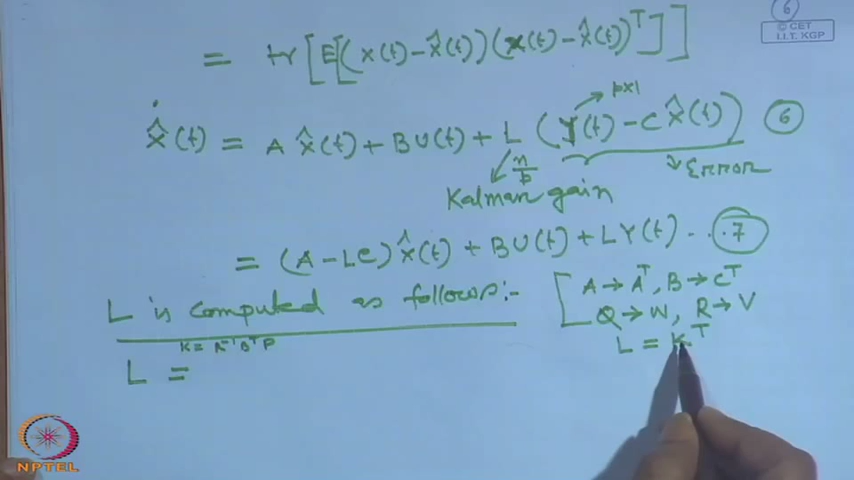 6
© CET
I.I.T. KGP
= tr[E[(x(t)-x̂(t))(x(t)-x̂(t))ᵀ]]
p×1
x̂̇(t) = A x̂(t) + B U(t) + L (Y(t) - C x̂(t)) 6
n/p
Error
Kalman gain
= (A - LC) x̂(t) + B U(t) + L Y(t) ... 7
L is computed as follows:-
[A → Aᵀ, B → Cᵀ
Q → W, R → V
K = R⁻¹BᵀP
L = Kᵀ
L =
NPTEL